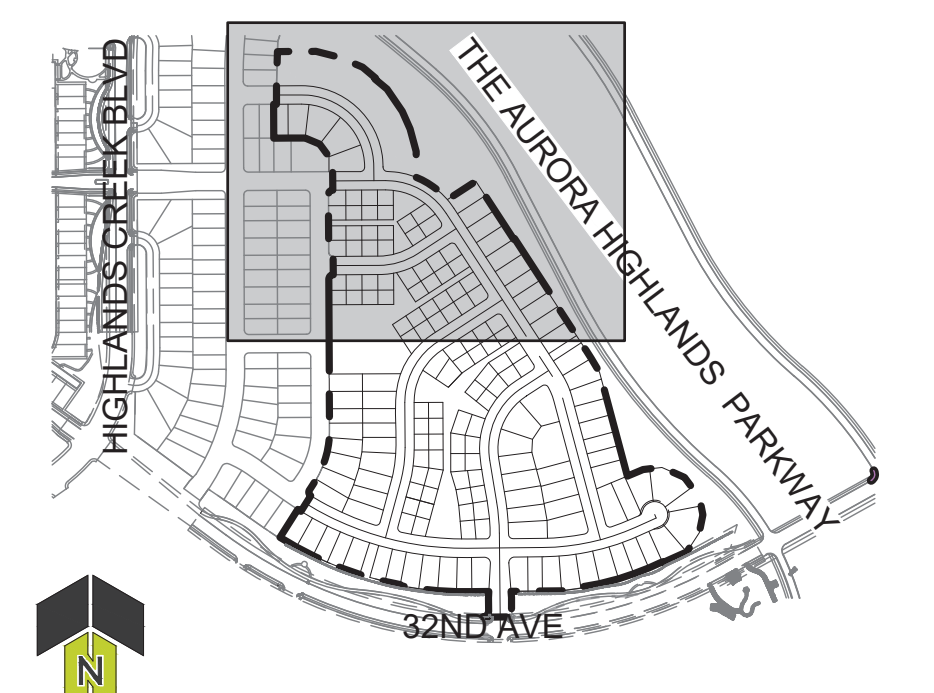 HIGHLANDS CREEK BLVD
THE AURORA HIGHLANDS PARKWAY
32ND AVE
N